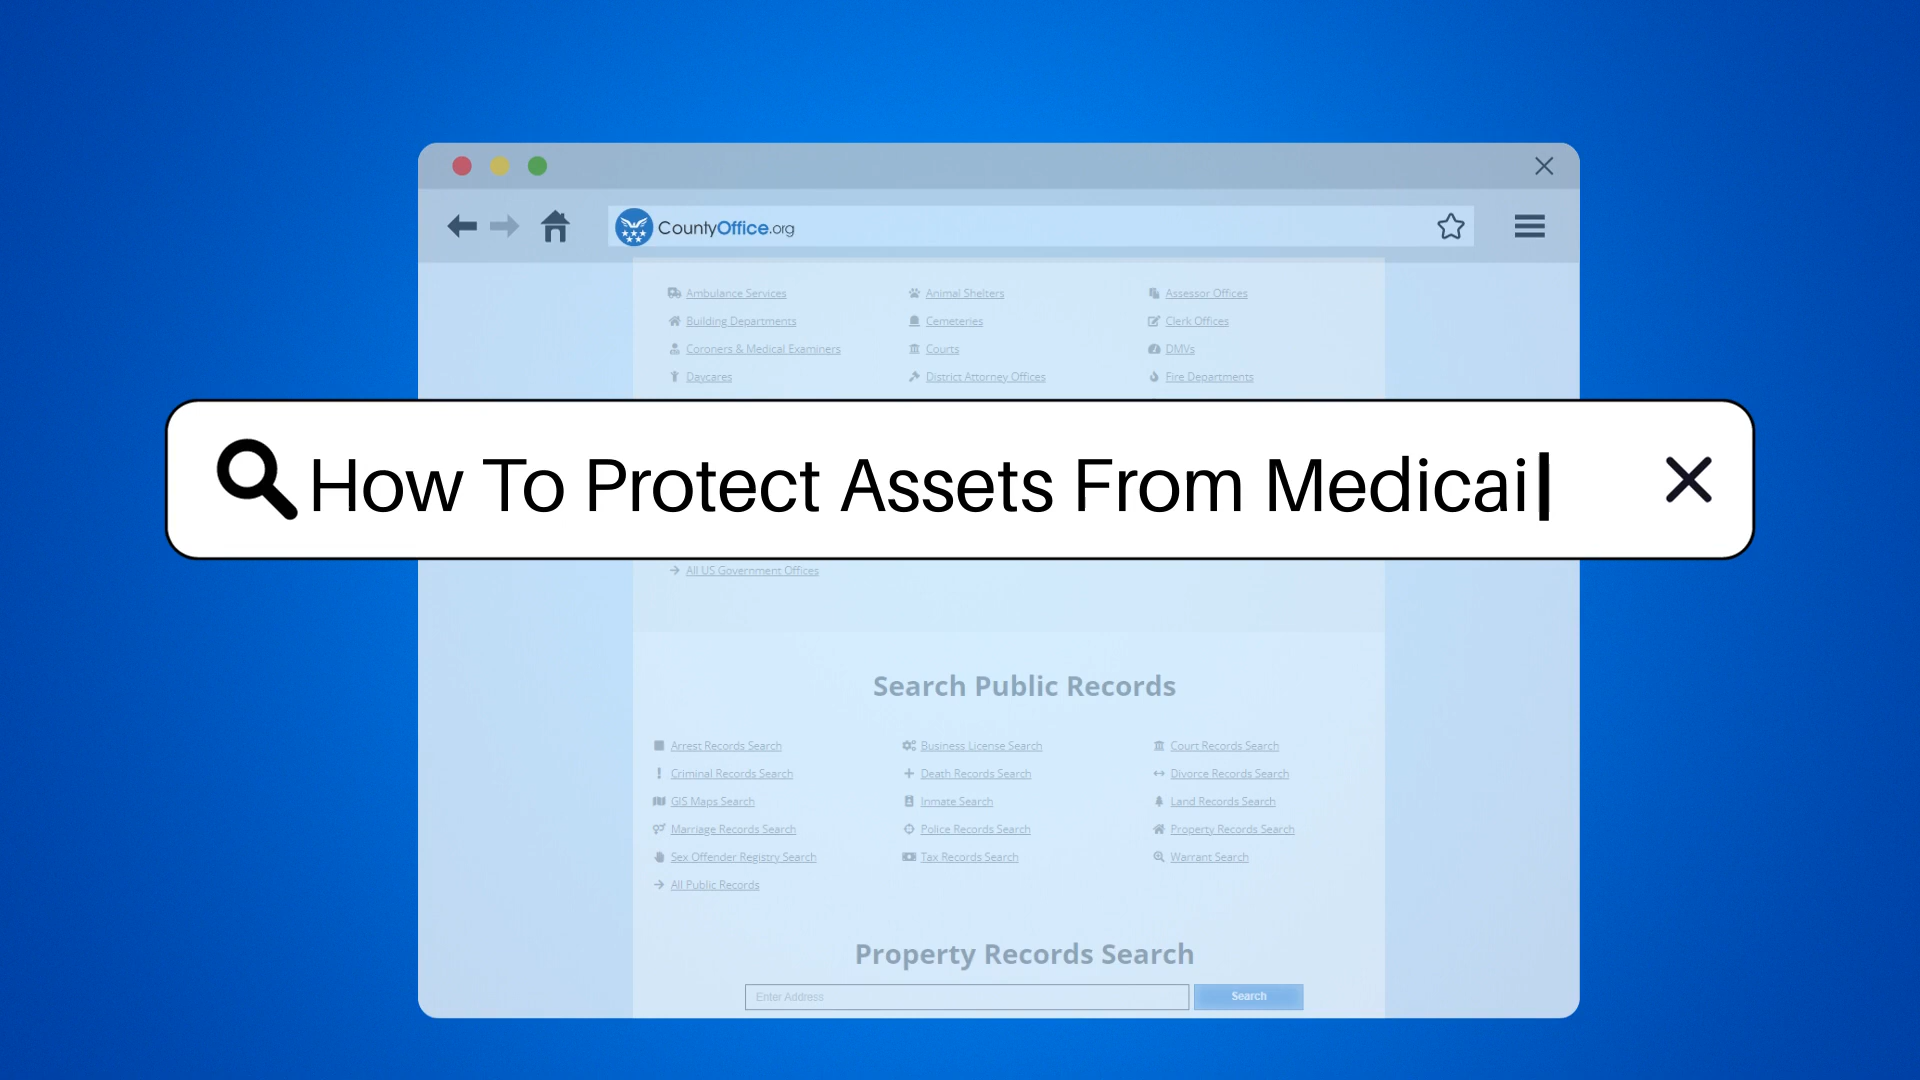 CountyOffice.org
Ambulance Services Animal Shelters Assessor Offices
Building Departments Cemeteries Clerk Offices
Coroners & Medical Examiners Courts DMVs
Daycares District Attorney Offices Fire Departments
How To Protect Assets From Medicai
All US Government Offices
Search Public Records
Arrest Records Search Business License Search Court Records Search
Criminal Records Search Death Records Search Divorce Records Search
GIS Maps Search Inmate Search Land Records Search
Marriage Records Search Police Records Search Property Records Search
Sex Offender Registry Search Tax Records Search Warrant Search
All Public Records
Property Records Search
Enter Address Search